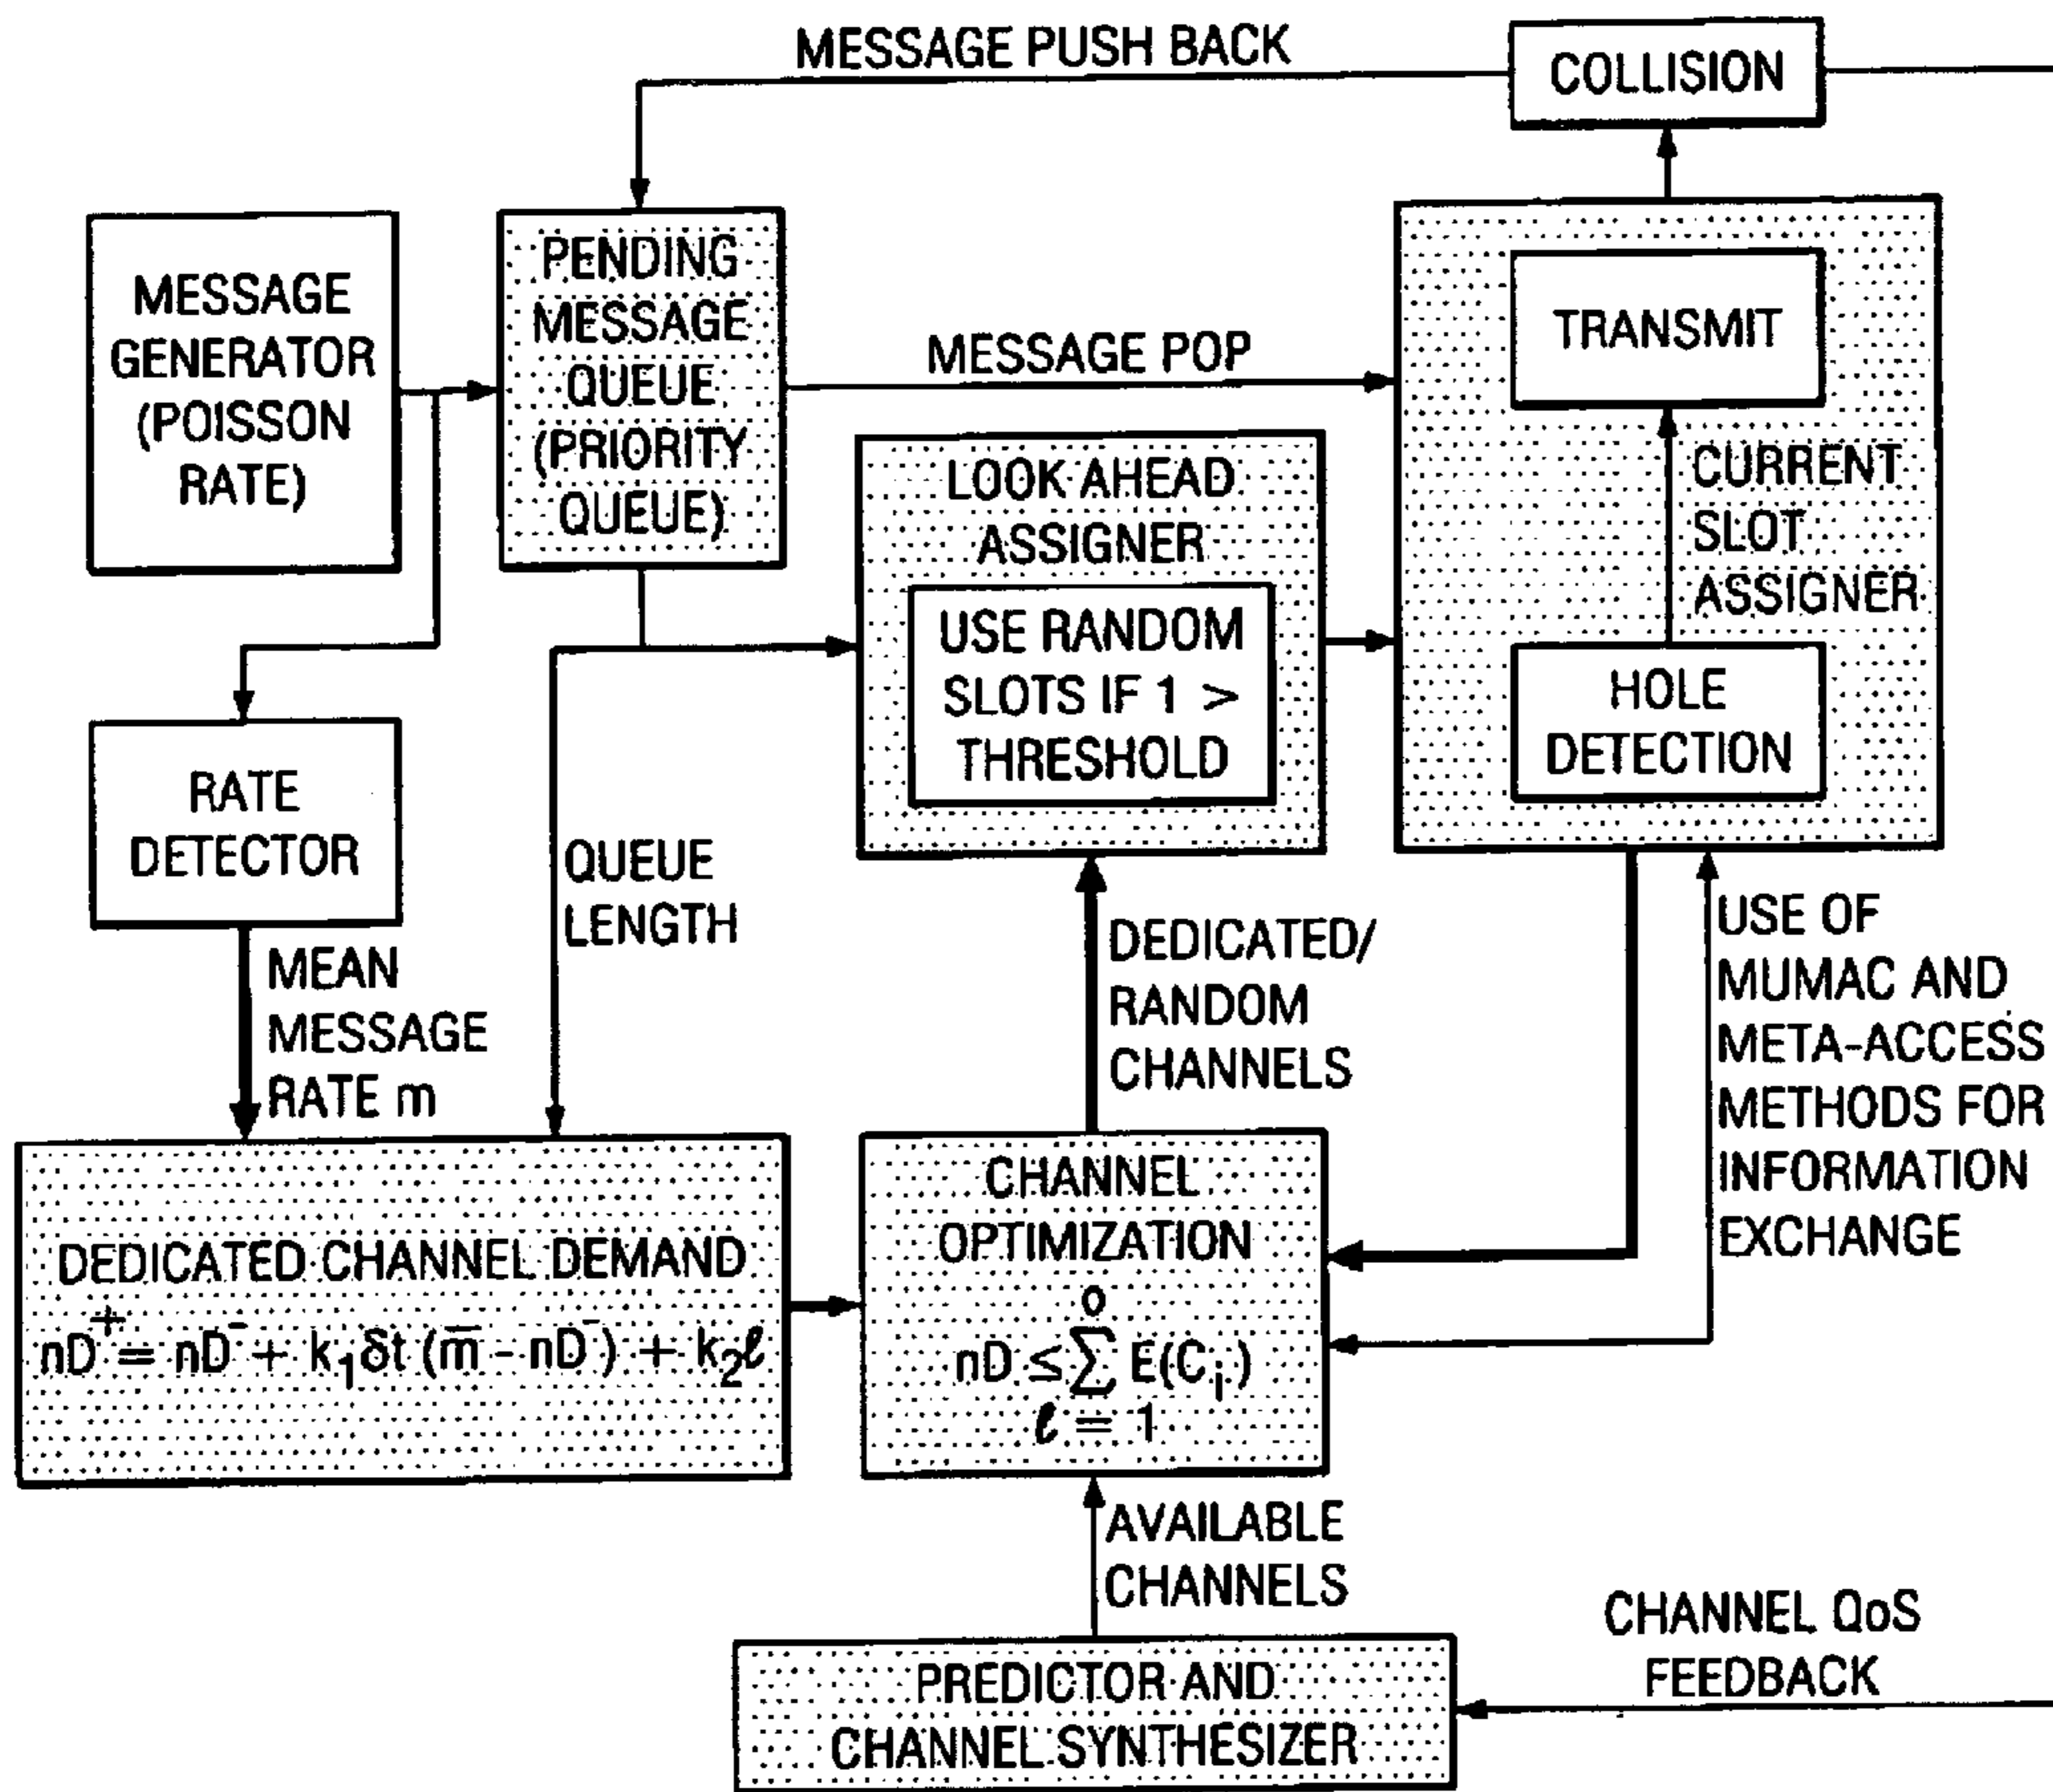 MESSAGE PUSH BACK
COLLISION
MESSAGE
GENERATOR
(POISSON
RATE)
PENDING
MESSAGE
QUEUE
(PRIORITY
QUEUE)
MESSAGE POP
TRANSMIT
CURRENT
SLOT
ASSIGNER
HOLE
DETECTION
LOOK AHEAD
ASSIGNER
USE RANDOM
SLOTS IF 1 >
THRESHOLD
RATE
DETECTOR
QUEUE
LENGTH
MEAN
MESSAGE
RATE m
DEDICATED/
RANDOM
CHANNELS
USE OF
MUMAC AND
META-ACCESS
METHODS FOR
INFORMATION
EXCHANGE
DEDICATED CHANNEL DEMAND
nD⁺ = nD⁻ + k₁δt (m̅ - nD⁻) + k₂ℓ
CHANNEL
OPTIMIZATION
o
nD ≤ ∑ E(Cᵢ)
ℓ = 1
AVAILABLE
CHANNELS
CHANNEL QoS
FEEDBACK
PREDICTOR AND
CHANNEL SYNTHESIZER